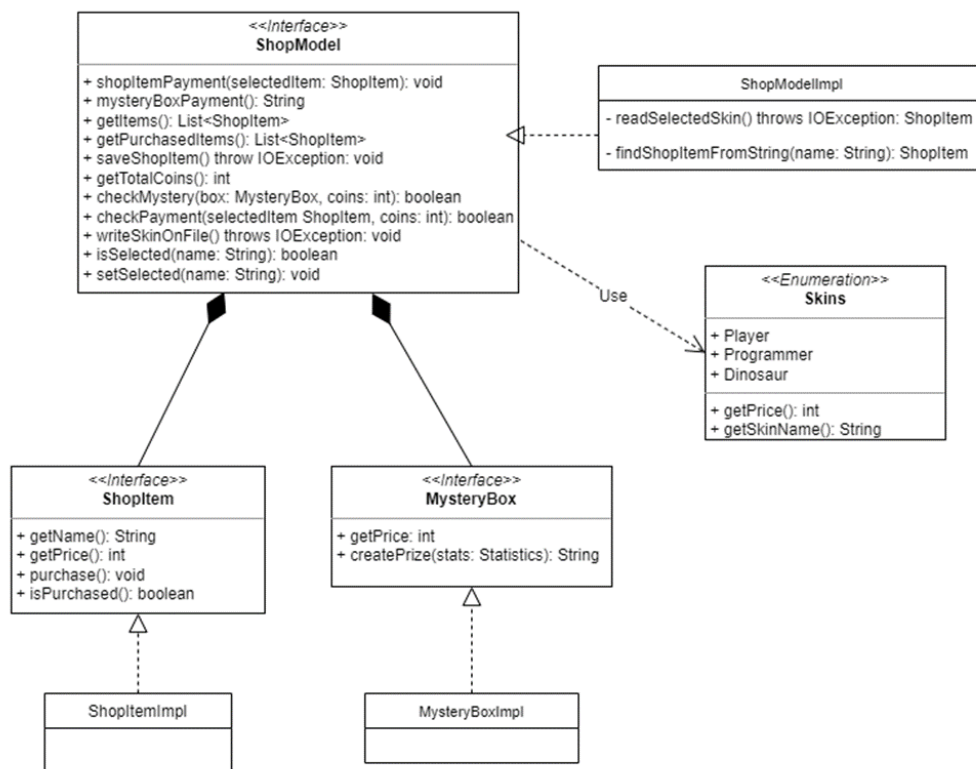 <<Interface>>
ShopModel
+ shopItemPayment(selectedItem: ShopItem): void
+ mysteryBoxPayment(): String
+ getItems(): List<ShopItem>
+ getPurchasedItems(): List<ShopItem>
+ saveShopItem() throw IOException: void
+ getTotalCoins(): int
+ checkMystery(box: MysteryBox, coins: int): boolean
+ checkPayment(selectedItem ShopItem, coins: int): boolean
+ writeSkinOnFile() throws IOException: void
+ isSelected(name: String): boolean
+ setSelected(name: String): void
ShopModelImpl
- readSelectedSkin() throws IOException: ShopItem
- findShopItemFromString(name: String): ShopItem
Use
<<Enumeration>>
Skins
+ Player
+ Programmer
+ Dinosaur
+ getPrice(): int
+ getSkinName(): String
<<Interface>>
ShopItem
+ getName(): String
+ getPrice(): int
+ purchase(): void
+ isPurchased(): boolean
<<Interface>>
MysteryBox
+ getPrice: int
+ createPrize(stats: Statistics): String
ShopItemImpl
MysteryBoxImpl